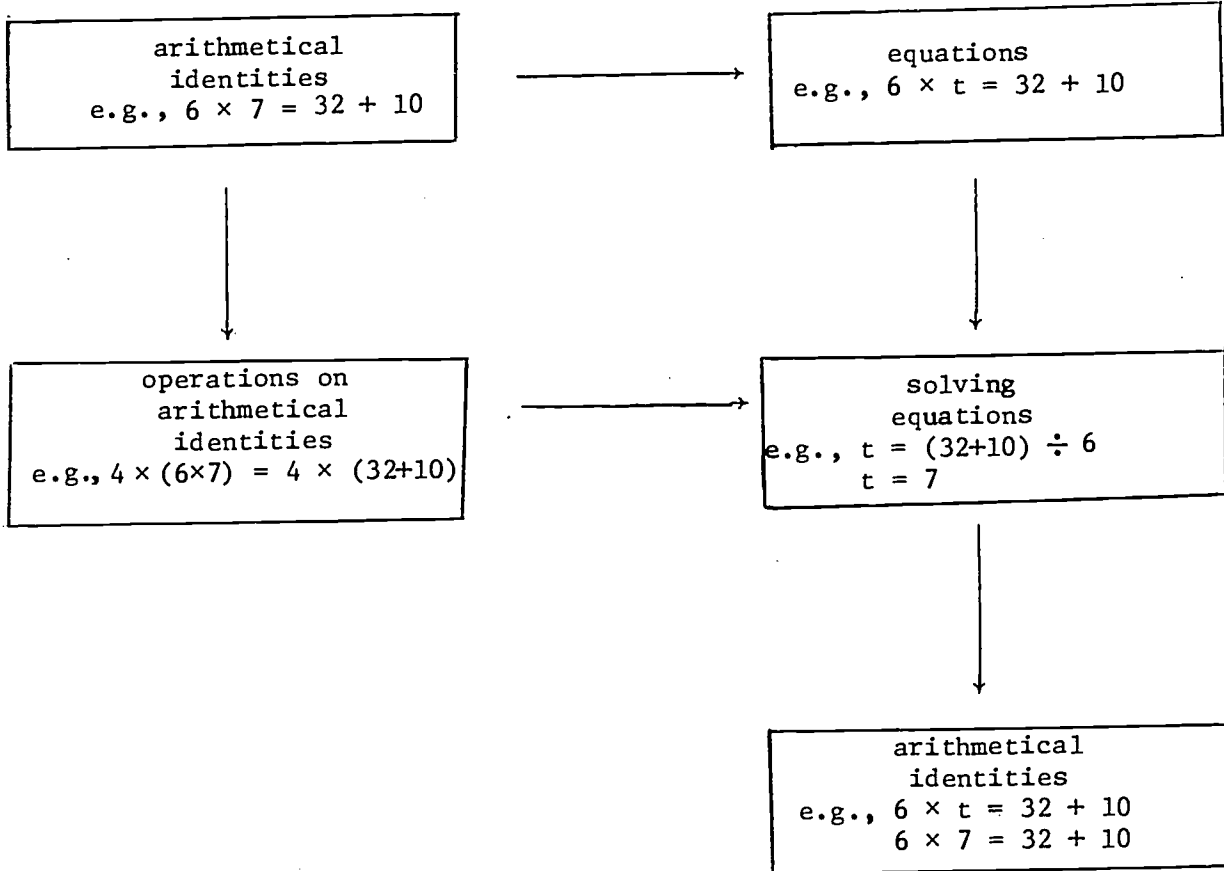 arithmetical
identities
e.g., 6 × 7 = 32 + 10
equations
e.g., 6 × t = 32 + 10
operations on
arithmetical
identities
e.g., 4 × (6×7) = 4 × (32+10)
solving
equations
e.g., t = (32+10) ÷ 6
t = 7
arithmetical
identities
e.g., 6 × t = 32 + 10
6 × 7 = 32 + 10